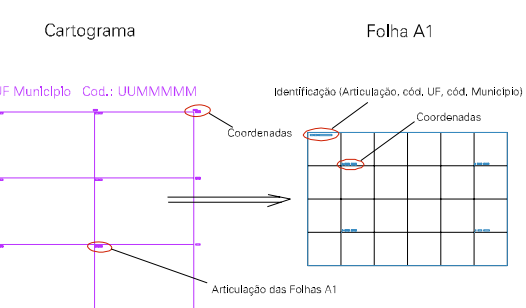 Cartograma
Folha A1
UF Município Cod.: UUMMMMM
Identificação (Articulação, cód. UF, cód. Município)
Coordenadas
Coordenadas
Articulação das Folhas A1